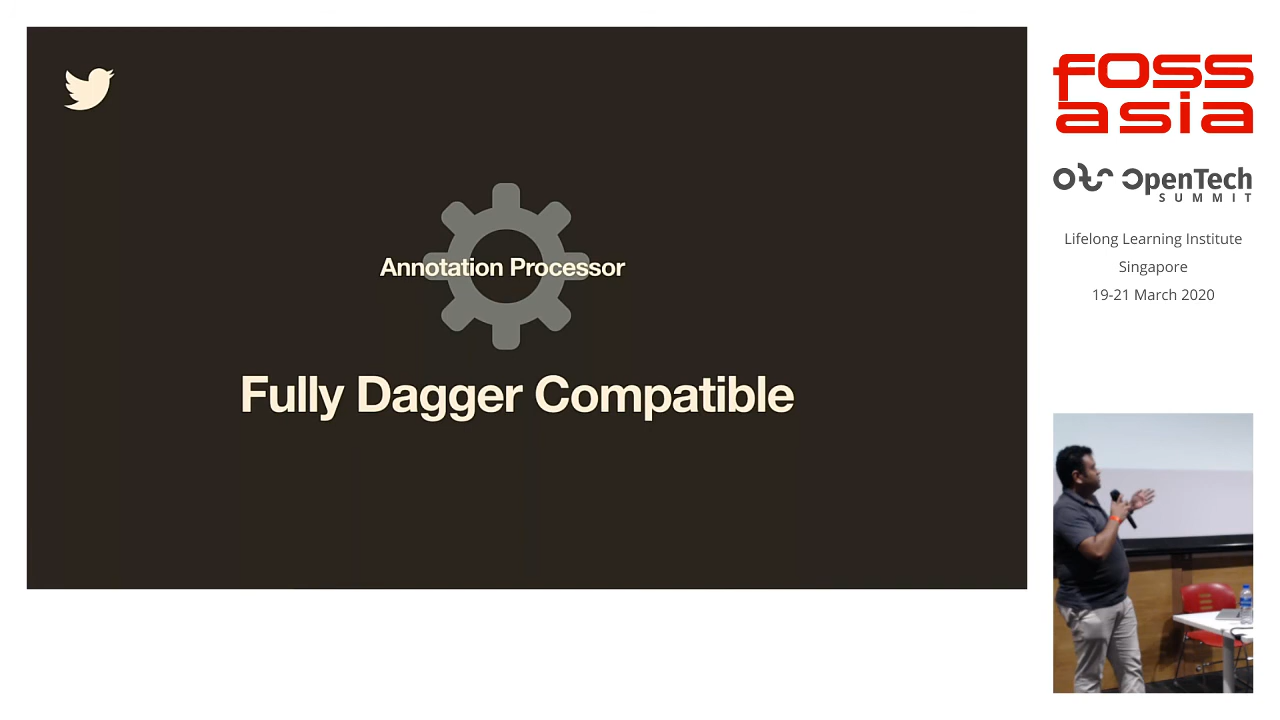 Annotation Processor
Fully Dagger Compatible
foss
asia
OpenTech
SUMMIT
Lifelong Learning Institute
Singapore
19-21 March 2020